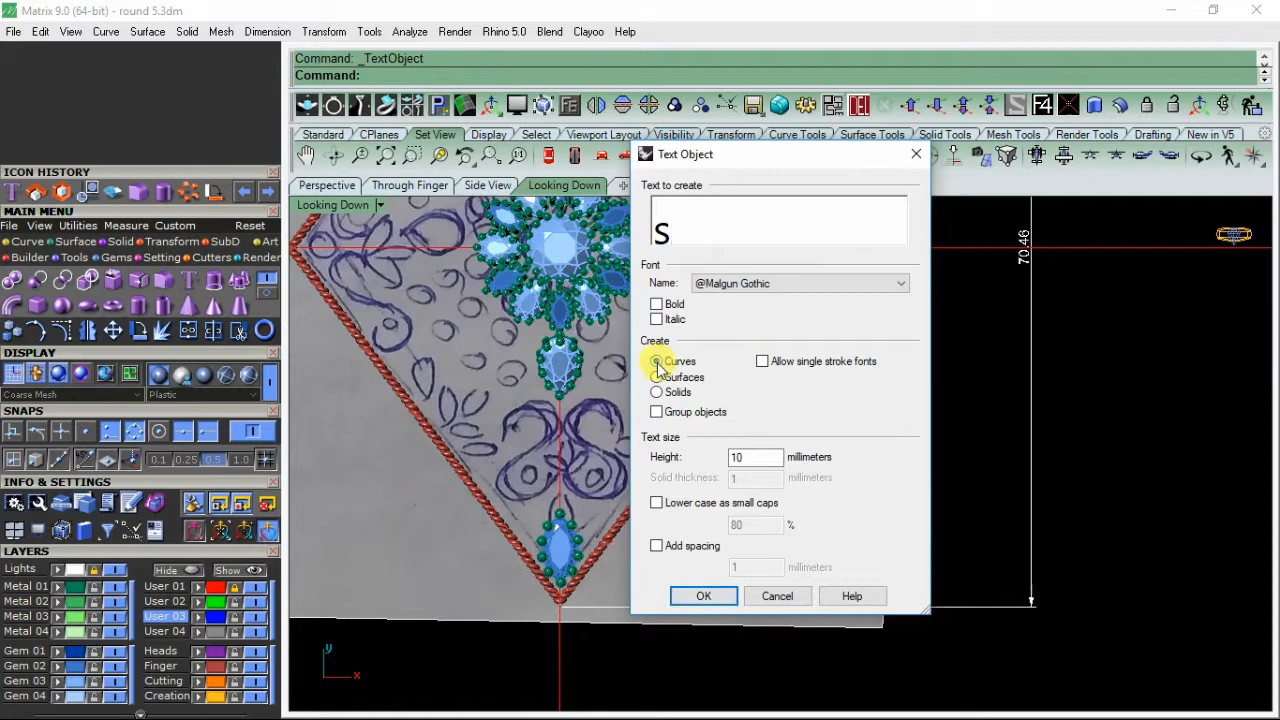 Matrix 9.0 (64-bit) - round 5.3dm
File Edit View Curve Surface Solid Mesh Dimension Transform Tools Analyze Render Rhino 5.0 Blend Clayoo Help
Command: _TextObject
Command:
Standard CPlanes Set View Display Select Viewport Layout Visibility Transform Curve Tools Surface Tools Solid Tools Mesh Tools Render Tools Drafting New in V5
Perspective Through Finger Side View Looking Down
Looking Down
ICON HISTORY
MAIN MENU
File View Utilities Measure Custom Reset
Curve Surface Solid Transform SubD Art
Builder Tools Gems Setting Cutters Render
DISPLAY
Coarse Mesh Plastic
SNAPS
0.1 0.25 0.5 1.0
INFO & SETTINGS
LAYERS
Lights Hide Show
Metal 01 User 01
Metal 02 User 02
Metal 03 User 03
Metal 04 User 04
Gem 01 Heads
Gem 02 Finger
Gem 03 Cutting
Gem 04 Creation
Text Object
Text to create
S
Font
Name: @Malgun Gothic
Bold
Italic
Create
Curves Allow single stroke fonts
Surfaces
Solids
Group objects
Text size
Height: 10 millimeters
Solid thickness: 1 millimeters
Lower case as small caps
80 %
Add spacing
1 millimeters
OK Cancel Help
70.46
y
x